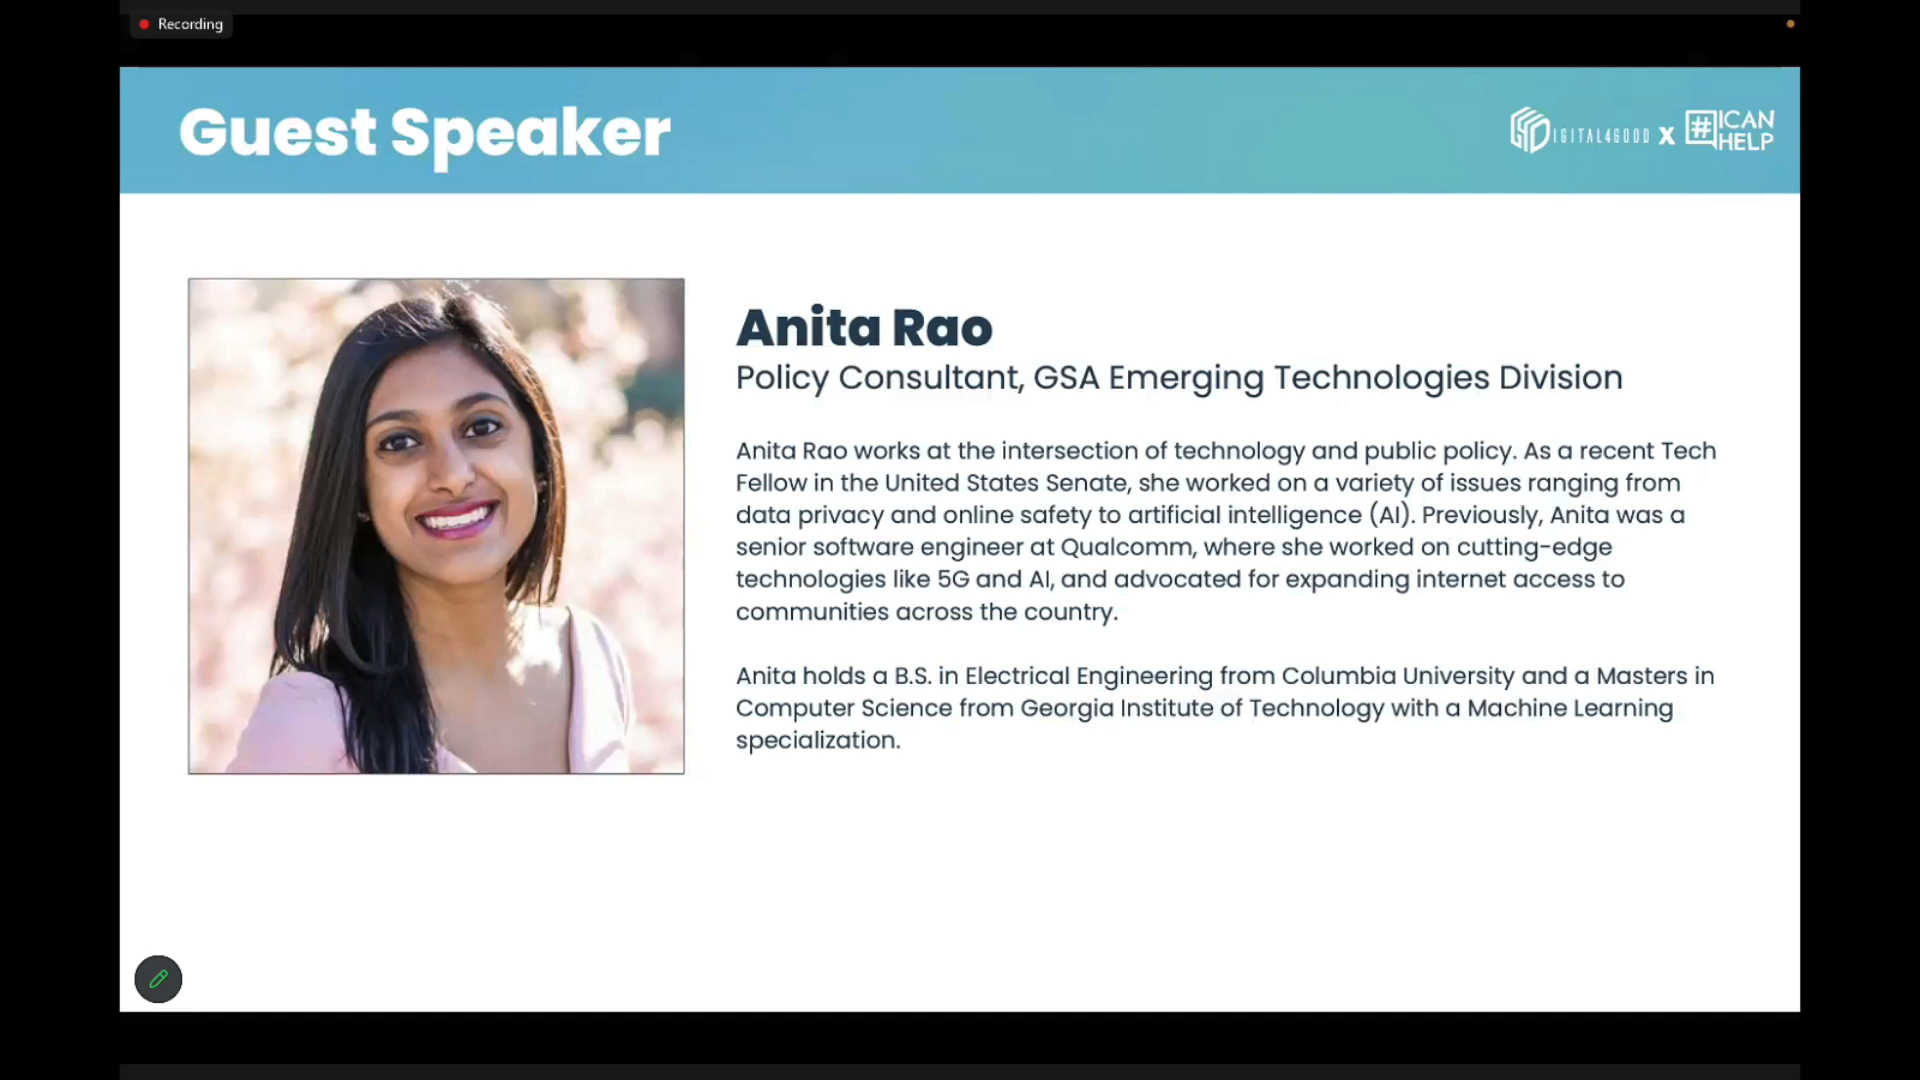 Recording
Guest Speaker
DIGITAL4GOOD x #ICANHELP
Anita Rao
Policy Consultant, GSA Emerging Technologies Division
Anita Rao works at the intersection of technology and public policy. As a recent Tech
Fellow in the United States Senate, she worked on a variety of issues ranging from
data privacy and online safety to artificial intelligence (AI). Previously, Anita was a
senior software engineer at Qualcomm, where she worked on cutting-edge
technologies like 5G and AI, and advocated for expanding internet access to
communities across the country.
Anita holds a B.S. in Electrical Engineering from Columbia University and a Masters in
Computer Science from Georgia Institute of Technology with a Machine Learning
specialization.